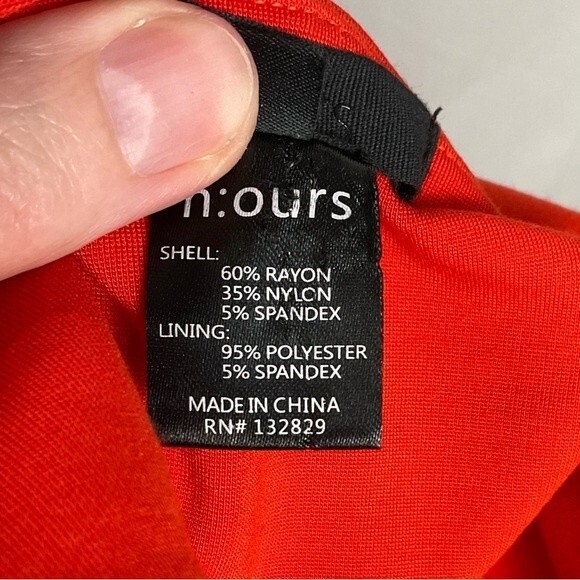 n:ours
SHELL:
60% RAYON
35% NYLON
5% SPANDEX
LINING:
95% POLYESTER
5% SPANDEX
MADE IN CHINA
RN# 132829